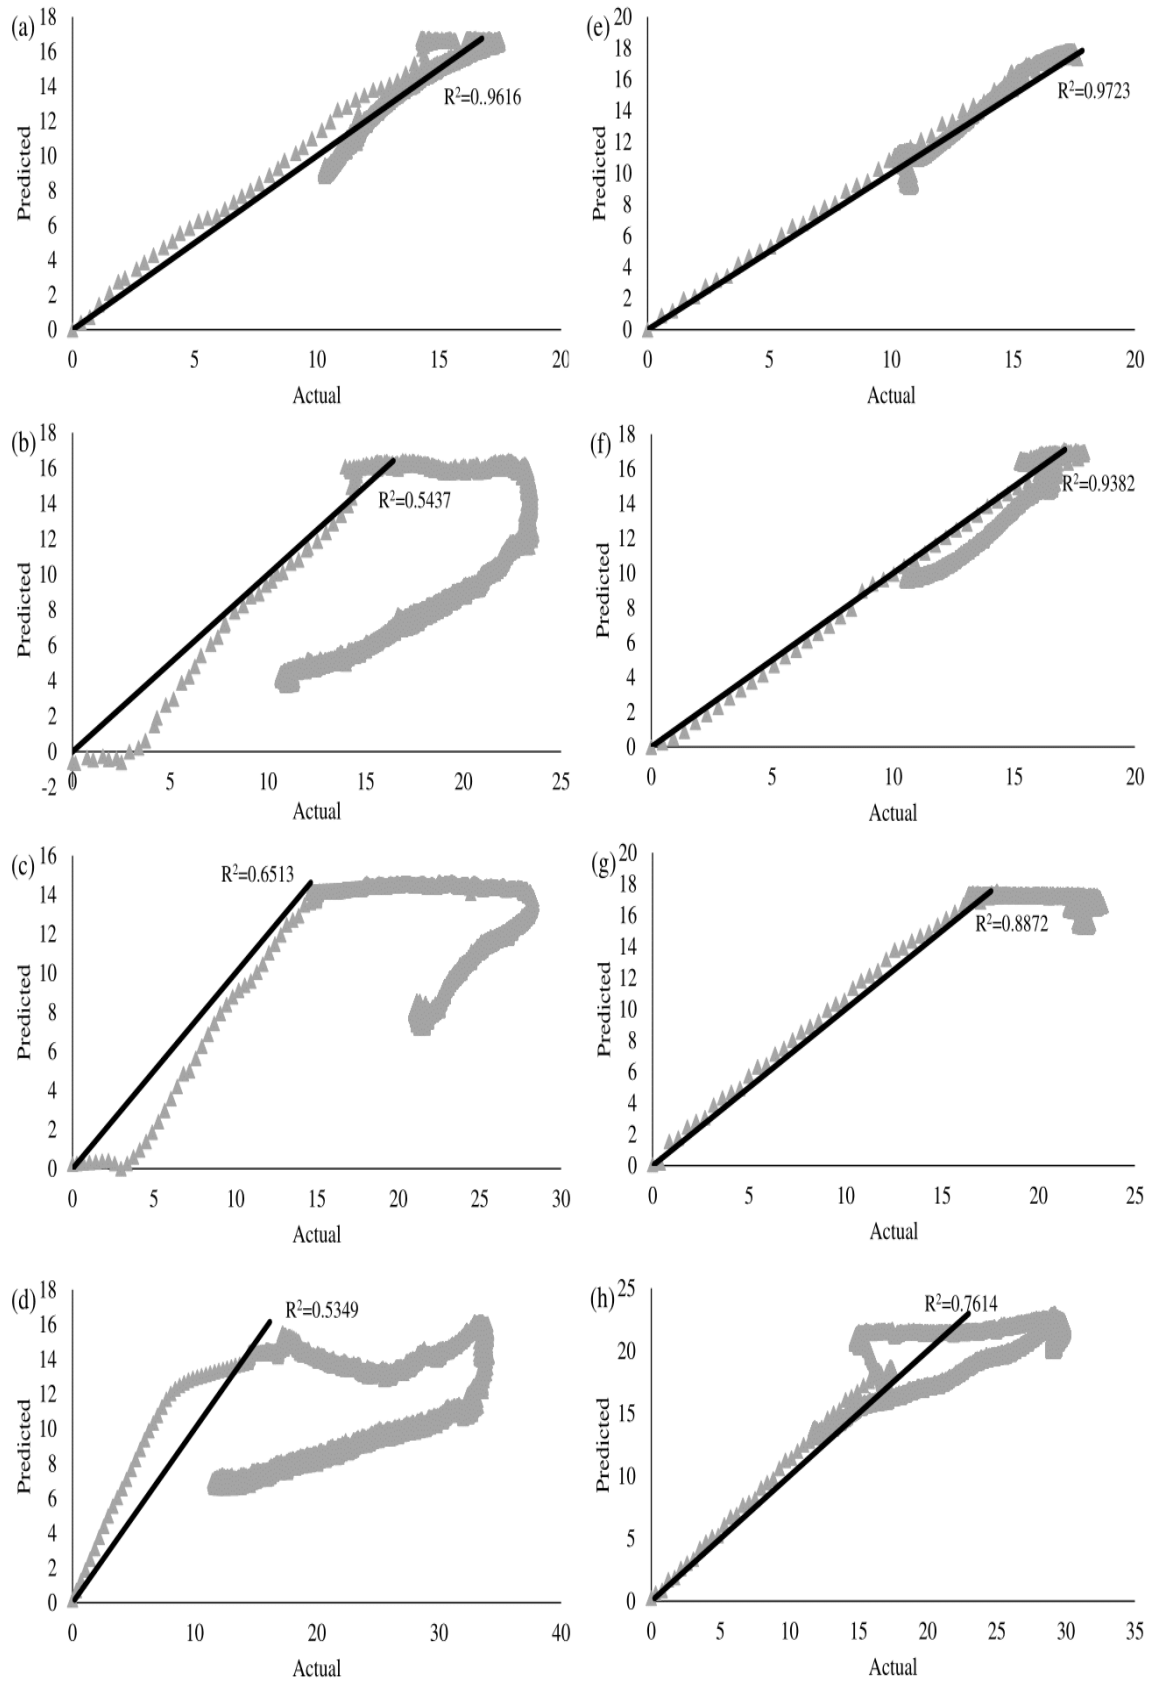 (a)
18
16
14
12
10
8
6
4
2
0
Predicted
R²=0..9616
0 5 10 15 20
Actual
(e)
20
18
16
14
12
10
8
6
4
2
0
Predicted
R²=0.9723
0 5 10 15 20
Actual
(b)
18
16
14
12
10
8
6
4
2
0
-2
Predicted
R²=0.5437
0 5 10 15 20 25
Actual
(f)
18
16
14
12
10
8
6
4
2
0
Predicted
R²=0.9382
0 5 10 15 20
Actual
(c)
16
14
12
10
8
6
4
2
0
Predicted
R²=0.6513
0 5 10 15 20 25 30
Actual
(g)
20
18
16
14
12
10
8
6
4
2
0
Predicted
R²=0.8872
0 5 10 15 20 25
Actual
(d)
18
16
14
12
10
8
6
4
2
0
Predicted
R²=0.5349
0 10 20 30 40
Actual
(h)
25
20
15
10
5
0
Predicted
R²=0.7614
0 5 10 15 20 25 30 35
Actual